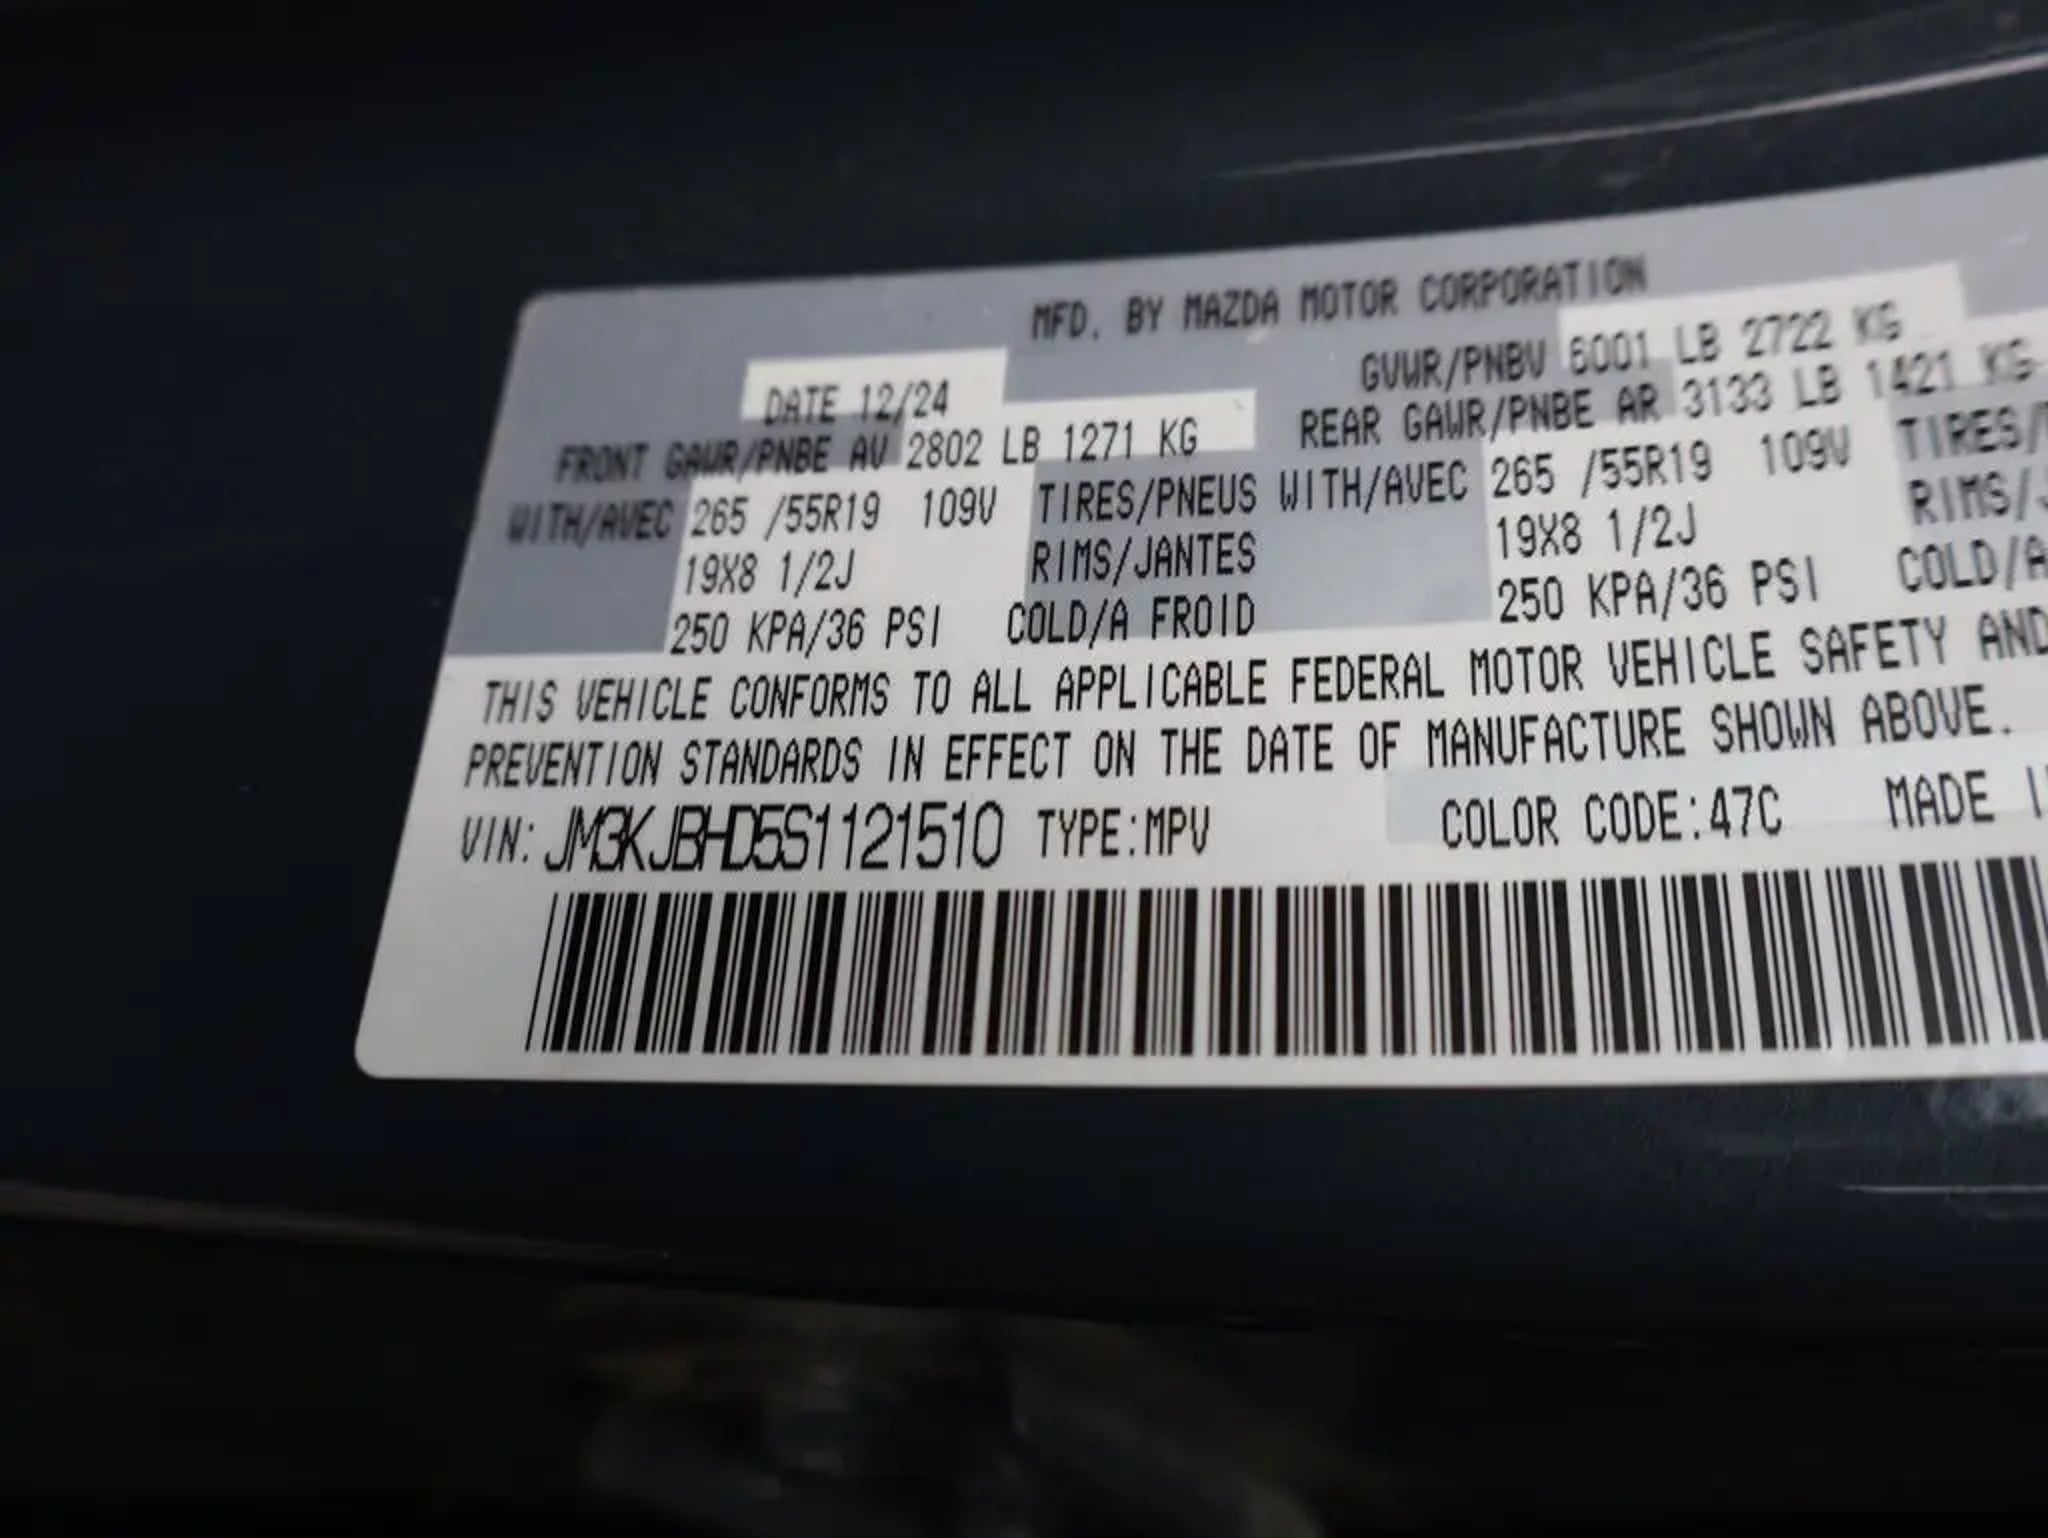 MFD. BY MAZDA MOTOR CORPORATION
DATE 12/24 GVWR/PNBV 6001 LB 2722 KG
FRONT GAWR/PNBE AV 2802 LB 1271 KG REAR GAWR/PNBE AR 3133 LB 1421 KG
WITH/AVEC 265 /55R19 109V TIRES/PNEUS WITH/AVEC 265 /55R19 109V TIRES/
19X8 1/2J RIMS/JANTES 19X8 1/2J RIMS/
250 KPA/36 PSI COLD/A FROID 250 KPA/36 PSI COLD/A
THIS VEHICLE CONFORMS TO ALL APPLICABLE FEDERAL MOTOR VEHICLE SAFETY AND
PREVENTION STANDARDS IN EFFECT ON THE DATE OF MANUFACTURE SHOWN ABOVE.
VIN: JM3KJBHD5S1121510 TYPE:MPV COLOR CODE:47C MADE